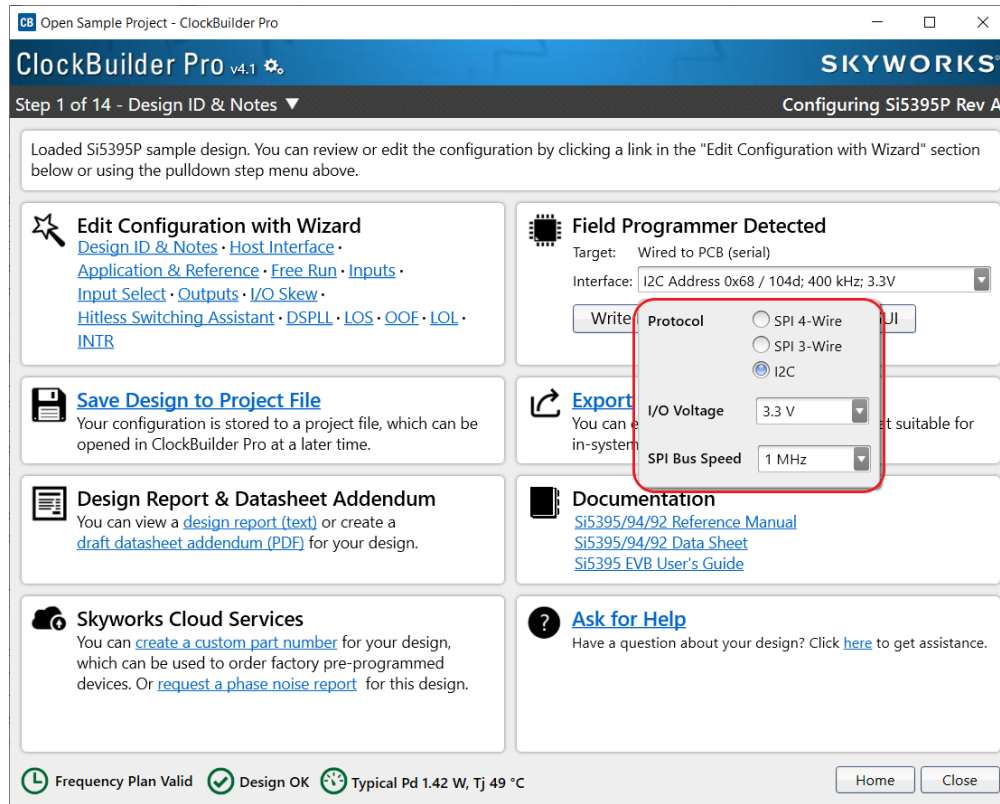 CB Open Sample Project - ClockBuilder Pro
ClockBuilder Pro v4.1
SKYWORKS
Step 1 of 14 - Design ID & Notes ▼
Configuring Si5395P Rev A
Loaded Si5395P sample design. You can review or edit the configuration by clicking a link in the "Edit Configuration with Wizard" section
below or using the pulldown step menu above.
Edit Configuration with Wizard
Design ID & Notes · Host Interface ·
Application & Reference · Free Run · Inputs ·
Input Select · Outputs · I/O Skew ·
Hitless Switching Assistant · DSPLL · LOS · OOF · LOL ·
INTR
Field Programmer Detected
Target: Wired to PCB (serial)
Interface: I2C Address 0x68 / 104d; 400 kHz; 3.3V
Write
UI
Protocol
SPI 4-Wire
SPI 3-Wire
I2C
I/O Voltage 3.3 V
SPI Bus Speed 1 MHz
Save Design to Project File
Your configuration is stored to a project file, which can be
opened in ClockBuilder Pro at a later time.
Export
You can e
t suitable for
in-system
Design Report & Datasheet Addendum
You can view a design report (text) or create a
draft datasheet addendum (PDF) for your design.
Documentation
Si5395/94/92 Reference Manual
Si5395/94/92 Data Sheet
Si5395 EVB User's Guide
Skyworks Cloud Services
You can create a custom part number for your design,
which can be used to order factory pre-programmed
devices. Or request a phase noise report for this design.
Ask for Help
Have a question about your design? Click here to get assistance.
Frequency Plan Valid
Design OK
Typical Pd 1.42 W, Tj 49 °C
Home
Close